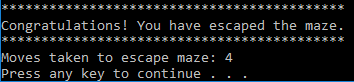 *******************************************
Congratulations! You have escaped the maze.
*******************************************
Moves taken to escape maze: 4
Press any key to continue . . .